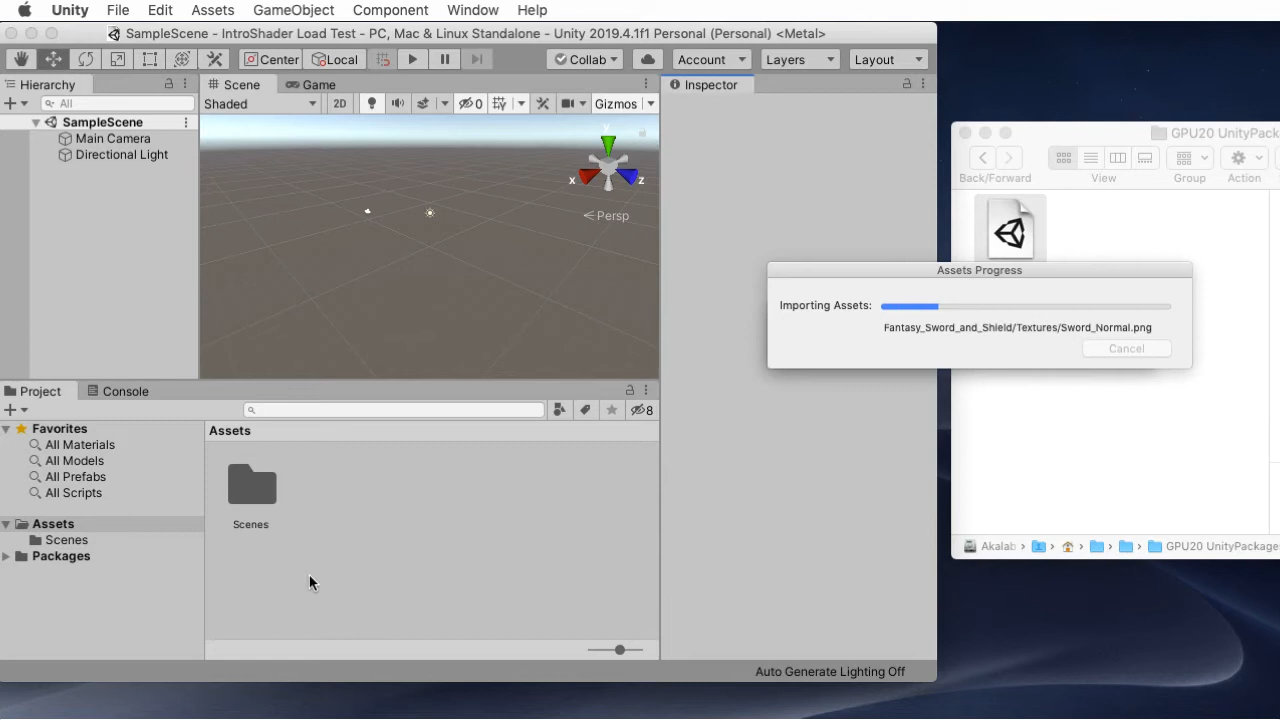 Unity File Edit Assets GameObject Component Window Help
SampleScene - IntroShader Load Test - PC, Mac & Linux Standalone - Unity 2019.4.1f1 Personal (Personal) <Metal>
Center Local Collab Account Layers Layout
Hierarchy Scene Game Inspector
All Shaded 2D 0 Gizmos
SampleScene
Main Camera
Directional Light
y
x z
Persp
GPU20 UnityPack
Back/Forward View Group Action
Assets Progress
Importing Assets:
Fantasy_Sword_and_Shield/Textures/Sword_Normal.png
Cancel
Project Console
8
Favorites
All Materials
All Models
All Prefabs
All Scripts
Assets
Scenes
Packages
Assets
Scenes
Akalab GPU20 UnityPackage
Auto Generate Lighting Off